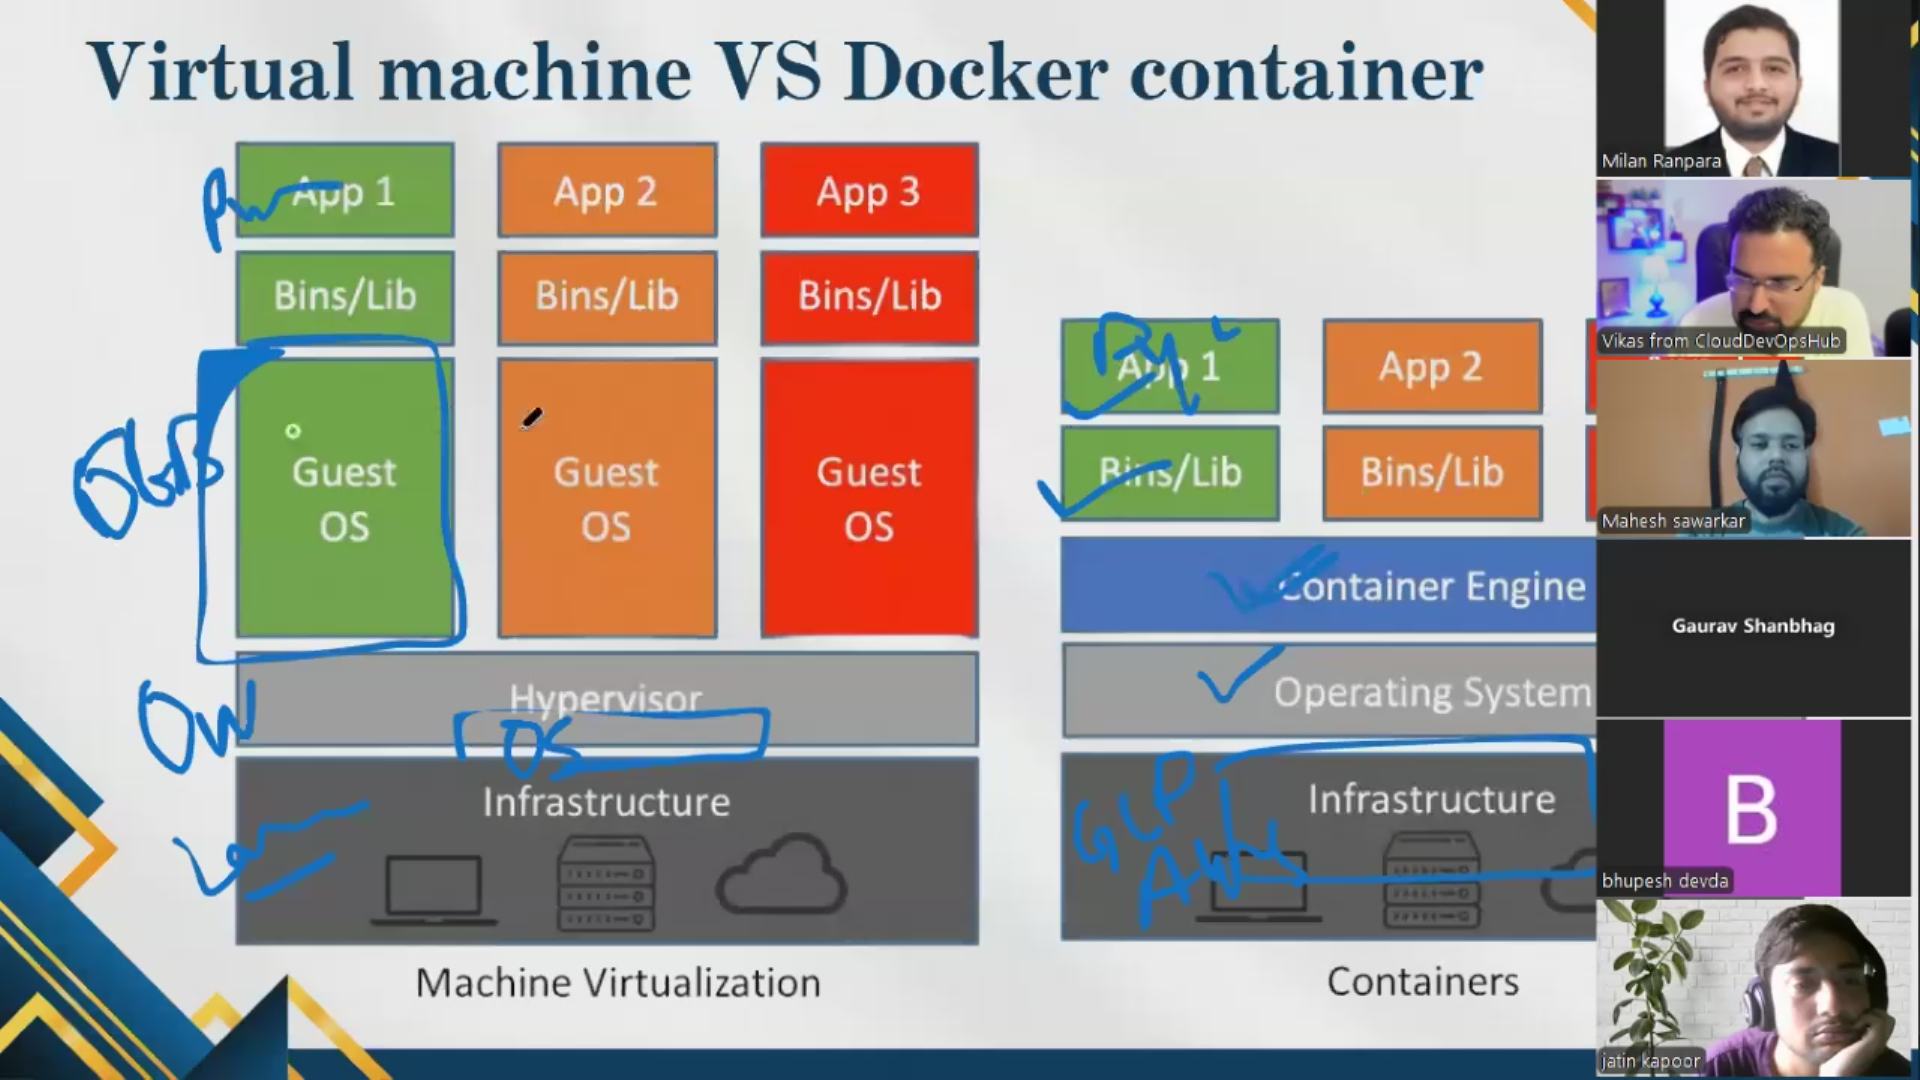 Virtual machine VS Docker container
App 1
App 2
App 3
Bins/Lib
Bins/Lib
Bins/Lib
Guest
OS
Guest
OS
Guest
OS
Hypervisor
OS
Infrastructure
Machine Virtualization
App 1
App 2
Bins/Lib
Bins/Lib
Container Engine
Operating System
Infrastructure
Containers
Milan Ranpara
Vikas from CloudDevOpsHub
Mahesh sawarkar
Gaurav Shanbhag
B
bhupesh devda
jatin kapoor